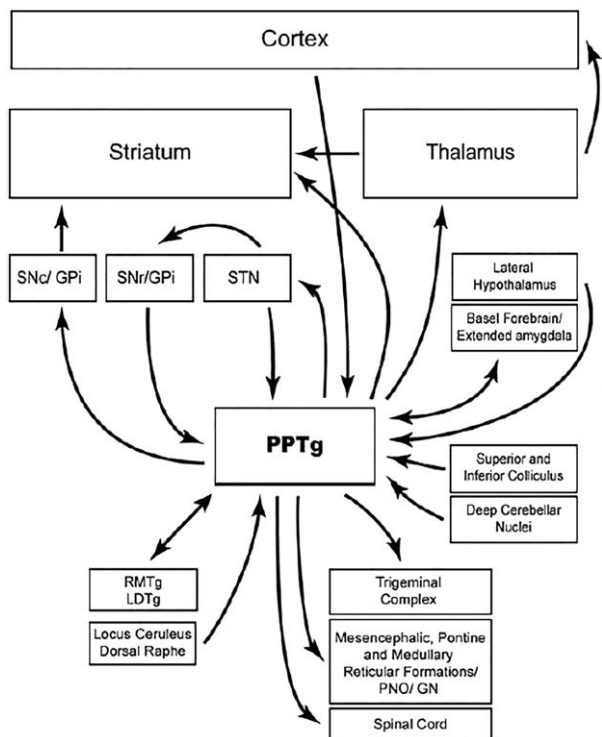 Cortex
Striatum
Thalamus
SNc/ GPi
SNr/GPi
STN
Lateral
Hypothalamus
Basel Forebrain/
Extended amygdala
PPTg
Superior and
Inferior Colliculus
Deep Cerebellar
Nuclei
RMTg
LDTg
Locus Ceruleus
Dorsal Raphe
Trigeminal
Complex
Mesencephalic, Pontine
and Medullary
Reticular Formations/
PNO/ GN
Spinal Cord